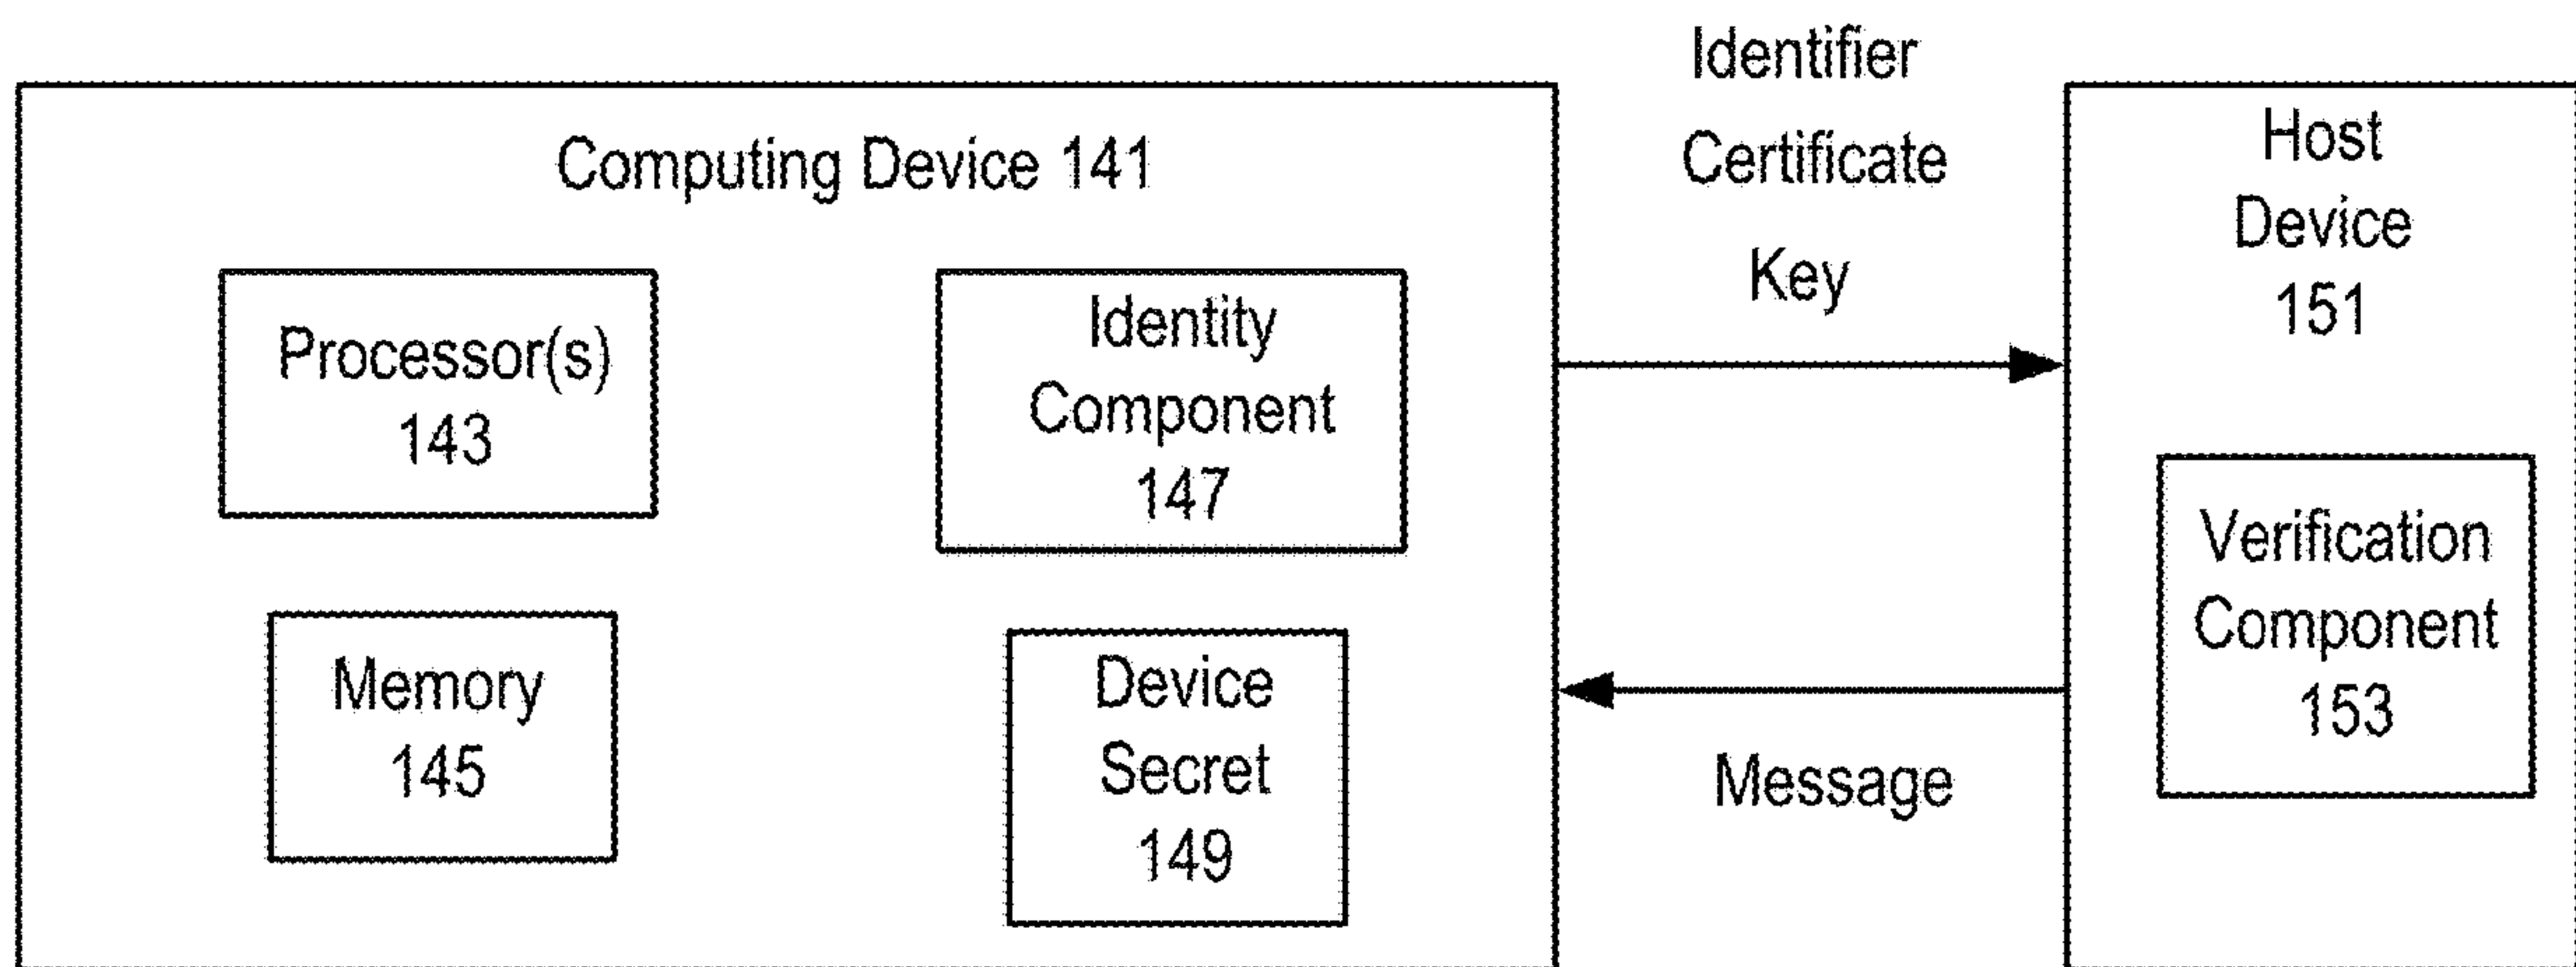 Computing Device 141
Processor(s)
143
Identity
Component
147
Memory
145
Device
Secret
149
Identifier
Certificate
Key
Message
Host
Device
151
Verification
Component
153